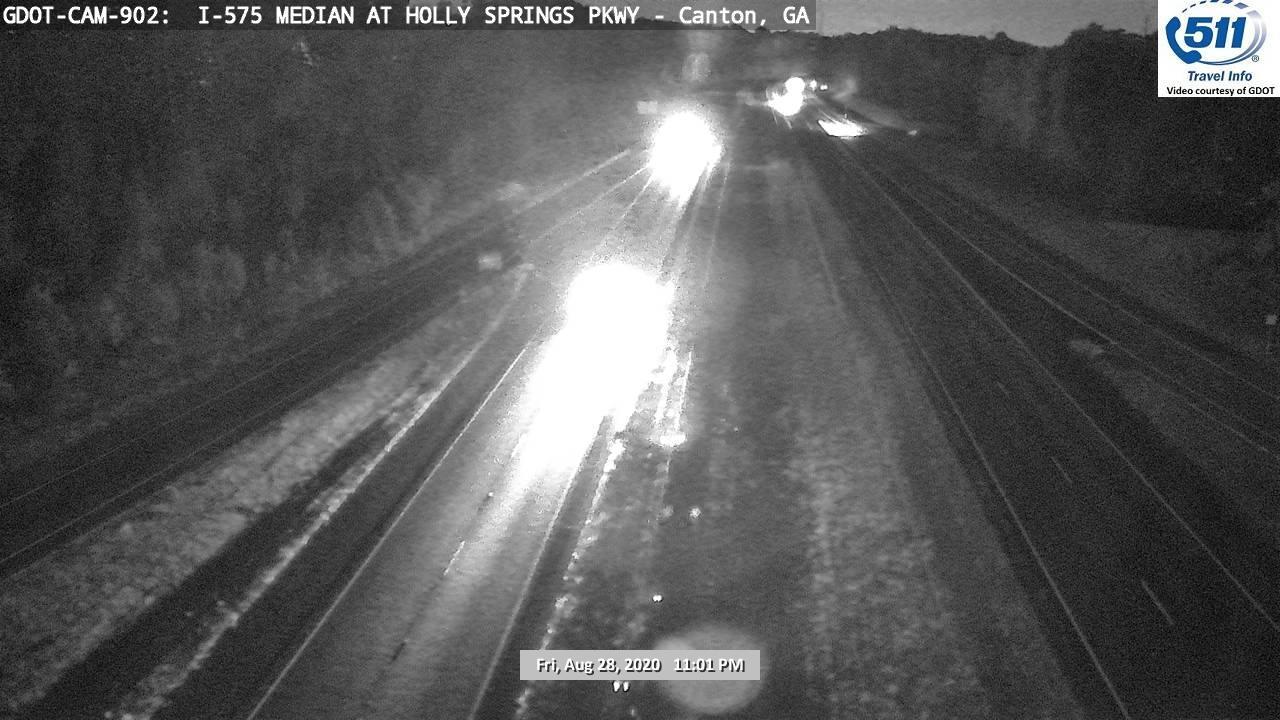 GDOT-CAM-902: I-575 MEDIAN AT HOLLY SPRINGS PKWY - Canton, GA
511
®
Travel Info
Video courtesy of GDOT
Fri, Aug 28, 2020 11:01 PM